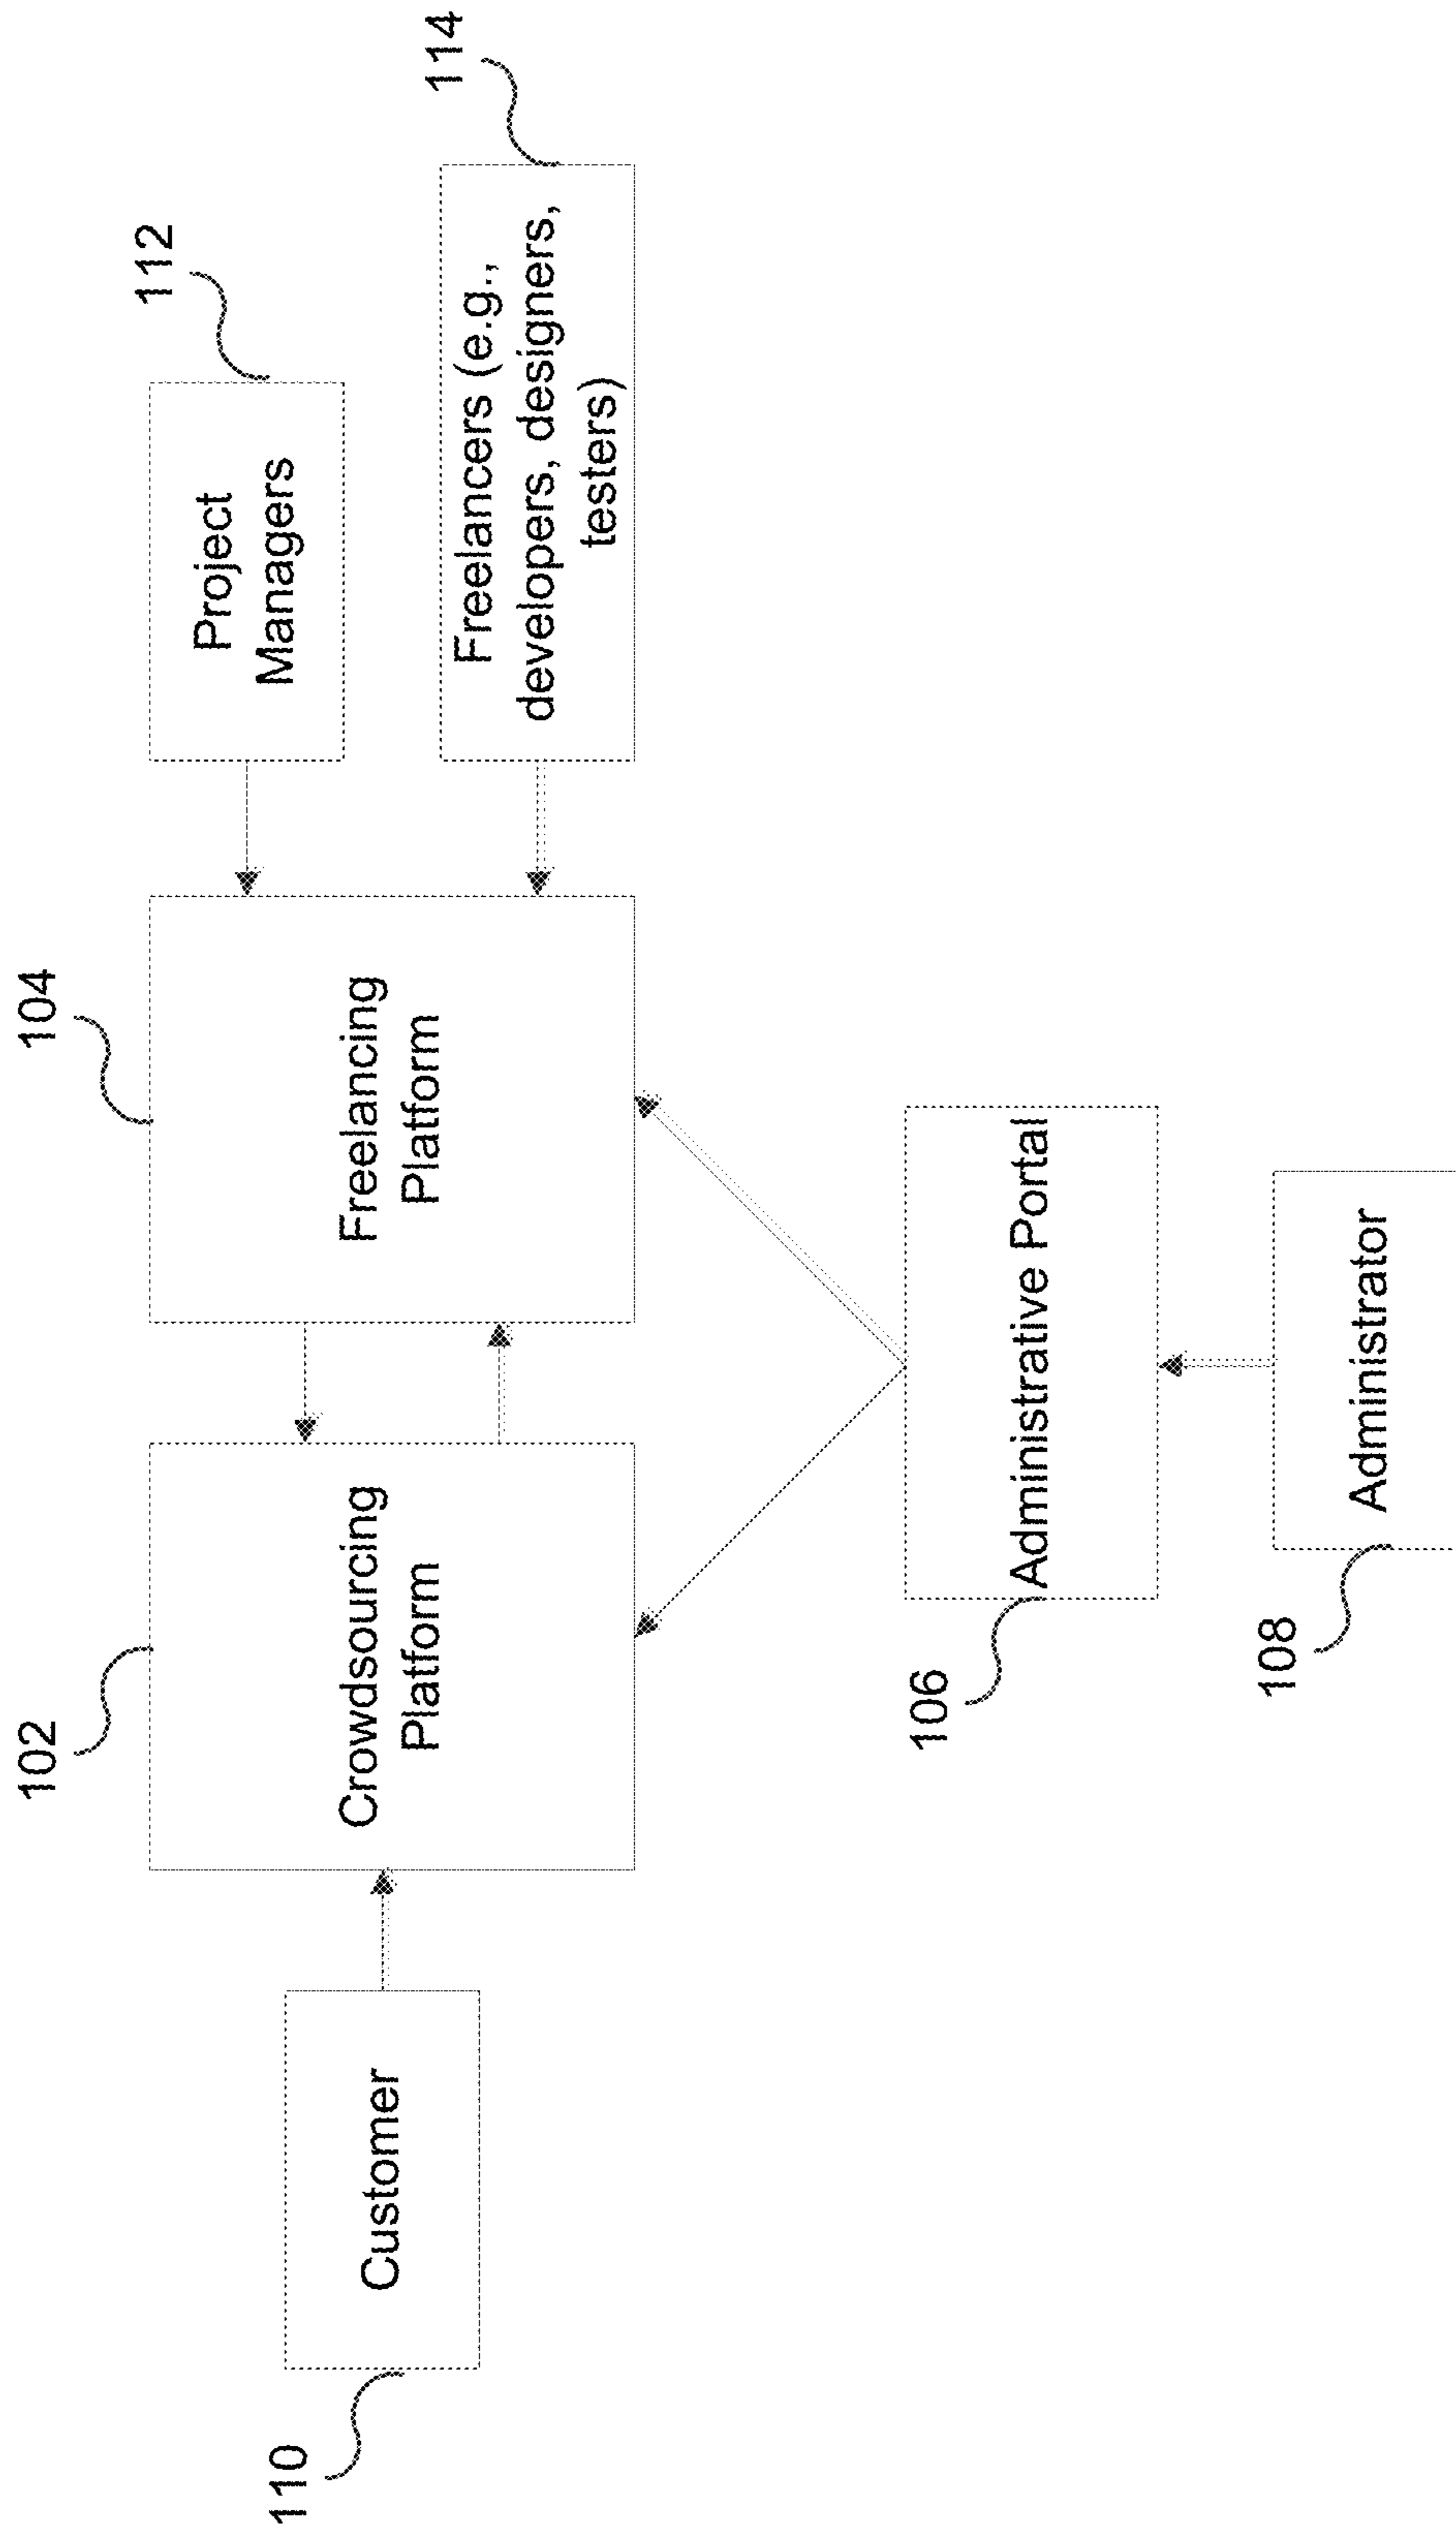 102
104
112
114
110
Customer
Crowdsourcing
Platform
Freelancing
Platform
Project
Managers
Freelancers (e.g.,
developers, designers,
testers)
106
Administrative Portal
108
Administrator